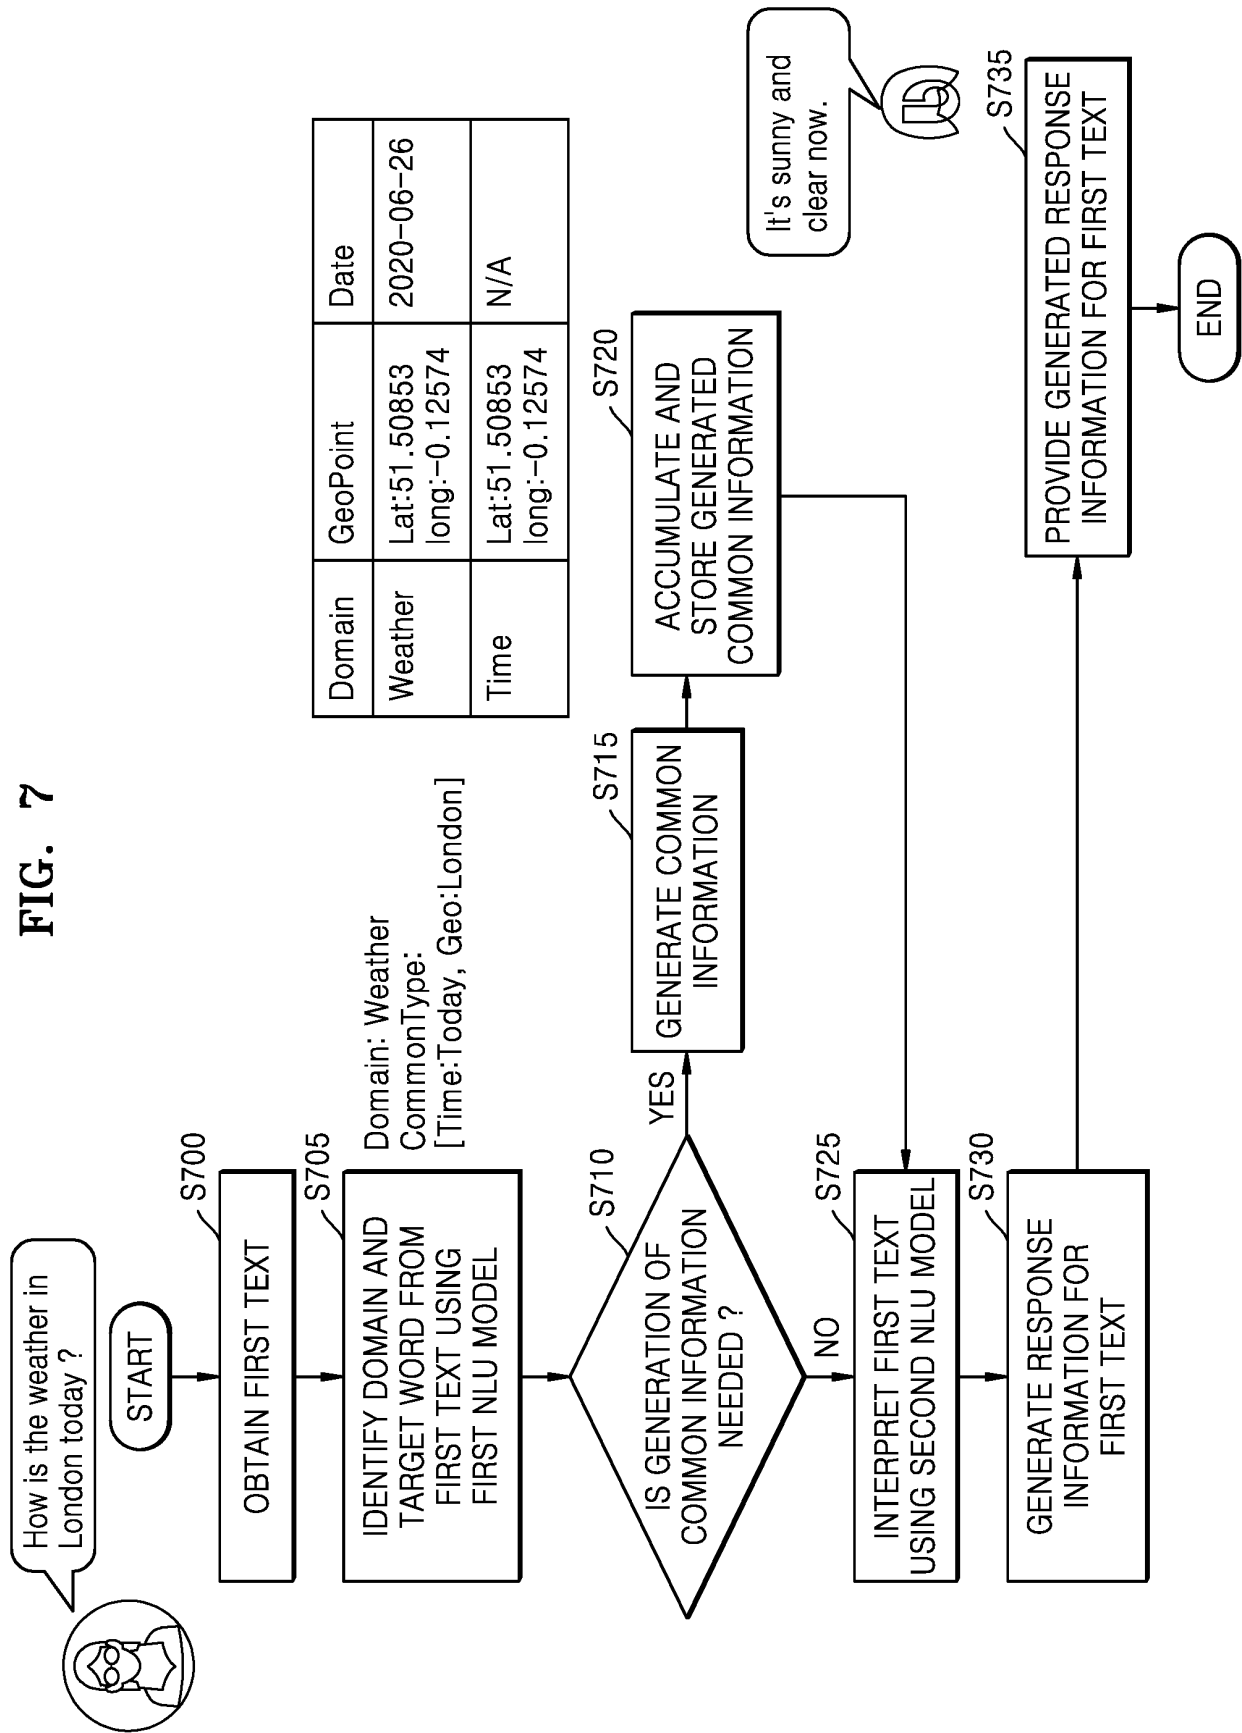 FIG. 7
How is the weather in
London today ?
START
S700
OBTAIN FIRST TEXT
S705
IDENTIFY DOMAIN AND
TARGET WORD FROM
FIRST TEXT USING
FIRST NLU MODEL
Domain: Weather
CommonType:
[Time:Today, Geo:London]
S710
IS GENERATION OF
COMMON INFORMATION
NEEDED ?
YES
NO
S715
GENERATE COMMON
INFORMATION
Domain GeoPoint Date
Weather Lat:51.50853 2020-06-26
long:-0.12574
Time Lat:51.50853 N/A
long:-0.12574
S720
ACCUMULATE AND
STORE GENERATED
COMMON INFORMATION
S725
INTERPRET FIRST TEXT
USING SECOND NLU MODEL
S730
GENERATE RESPONSE
INFORMATION FOR
FIRST TEXT
It's sunny and
clear now.
S735
PROVIDE GENERATED RESPONSE
INFORMATION FOR FIRST TEXT
END